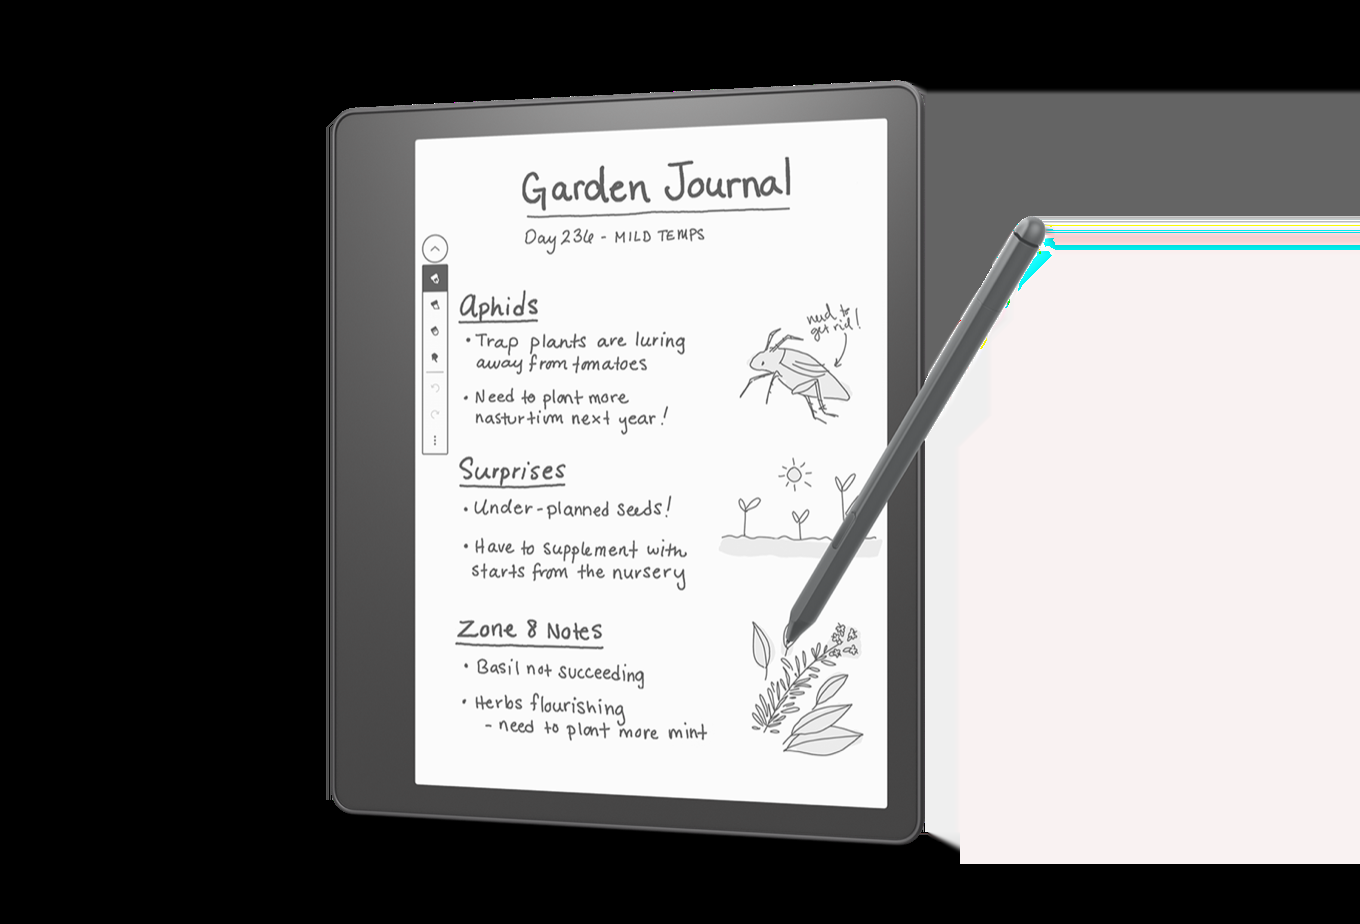 Garden Journal
Day 236 - MILD TEMPS
Aphids
• Trap plants are luring
away from tomatoes
need to
get rid!
• Need to plant more
nasturtium next year!
Surprises
• Under-planned seeds!
• Have to supplement with
starts from the nursery
Zone 8 Notes
• Basil not succeeding
• Herbs flourishing
- need to plant more mint